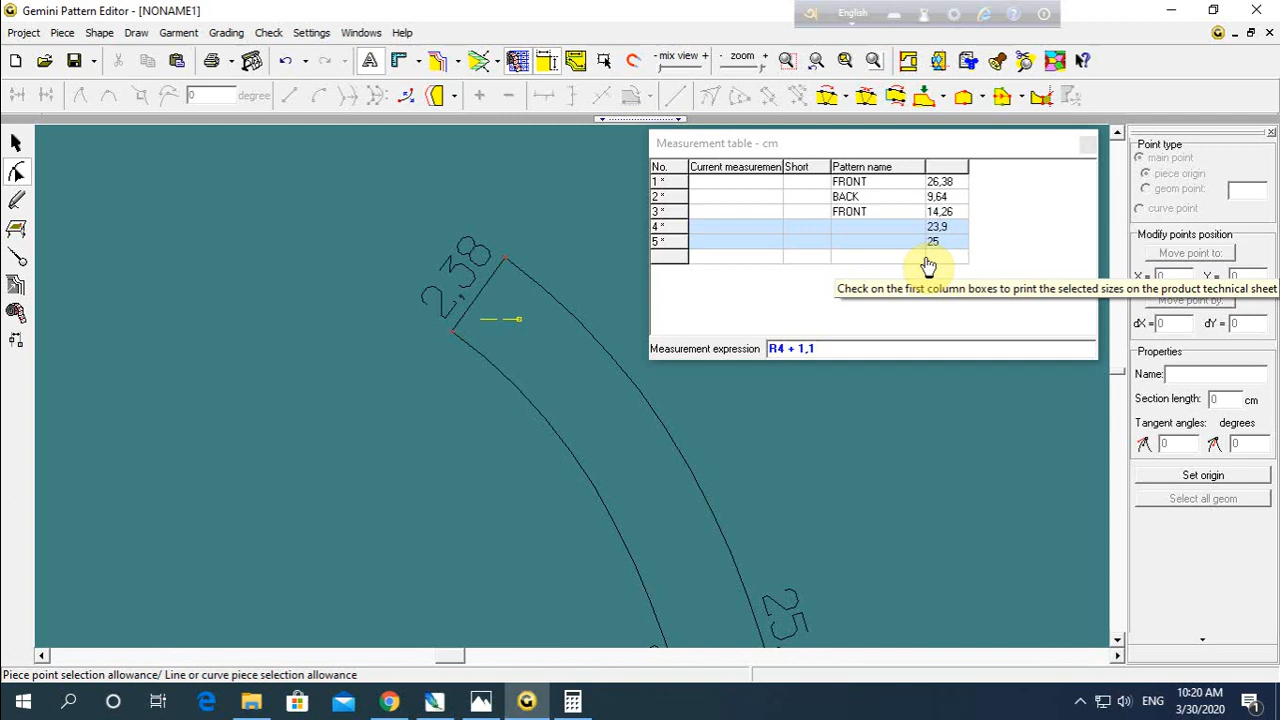 Gemini Pattern Editor - [NONAME1]
English
Project Piece Shape Draw Garment Grading Check Settings Windows Help
mix view zoom
0 degree
Measurement table - cm
No. Current measuremen Short Pattern name
1 * FRONT 26,38
2 * BACK 9,64
3 * FRONT 14,26
4 * 23,9
5 * 25
Check on the first column boxes to print the selected sizes on the product technical sheet
Measurement expression R4 + 1,1
2,38
25
Point type
main point
piece origin
geom point:
curve point
Modify points position
Move point to:
X = 0 Y = 0
Move point by:
dX = 0 dY = 0
Properties
Name:
Section length: 0 cm
Tangent angles: degrees
0 0
Set origin
Select all geom
Piece point selection allowance/ Line or curve piece selection allowance
ENG
10:20 AM
3/30/2020